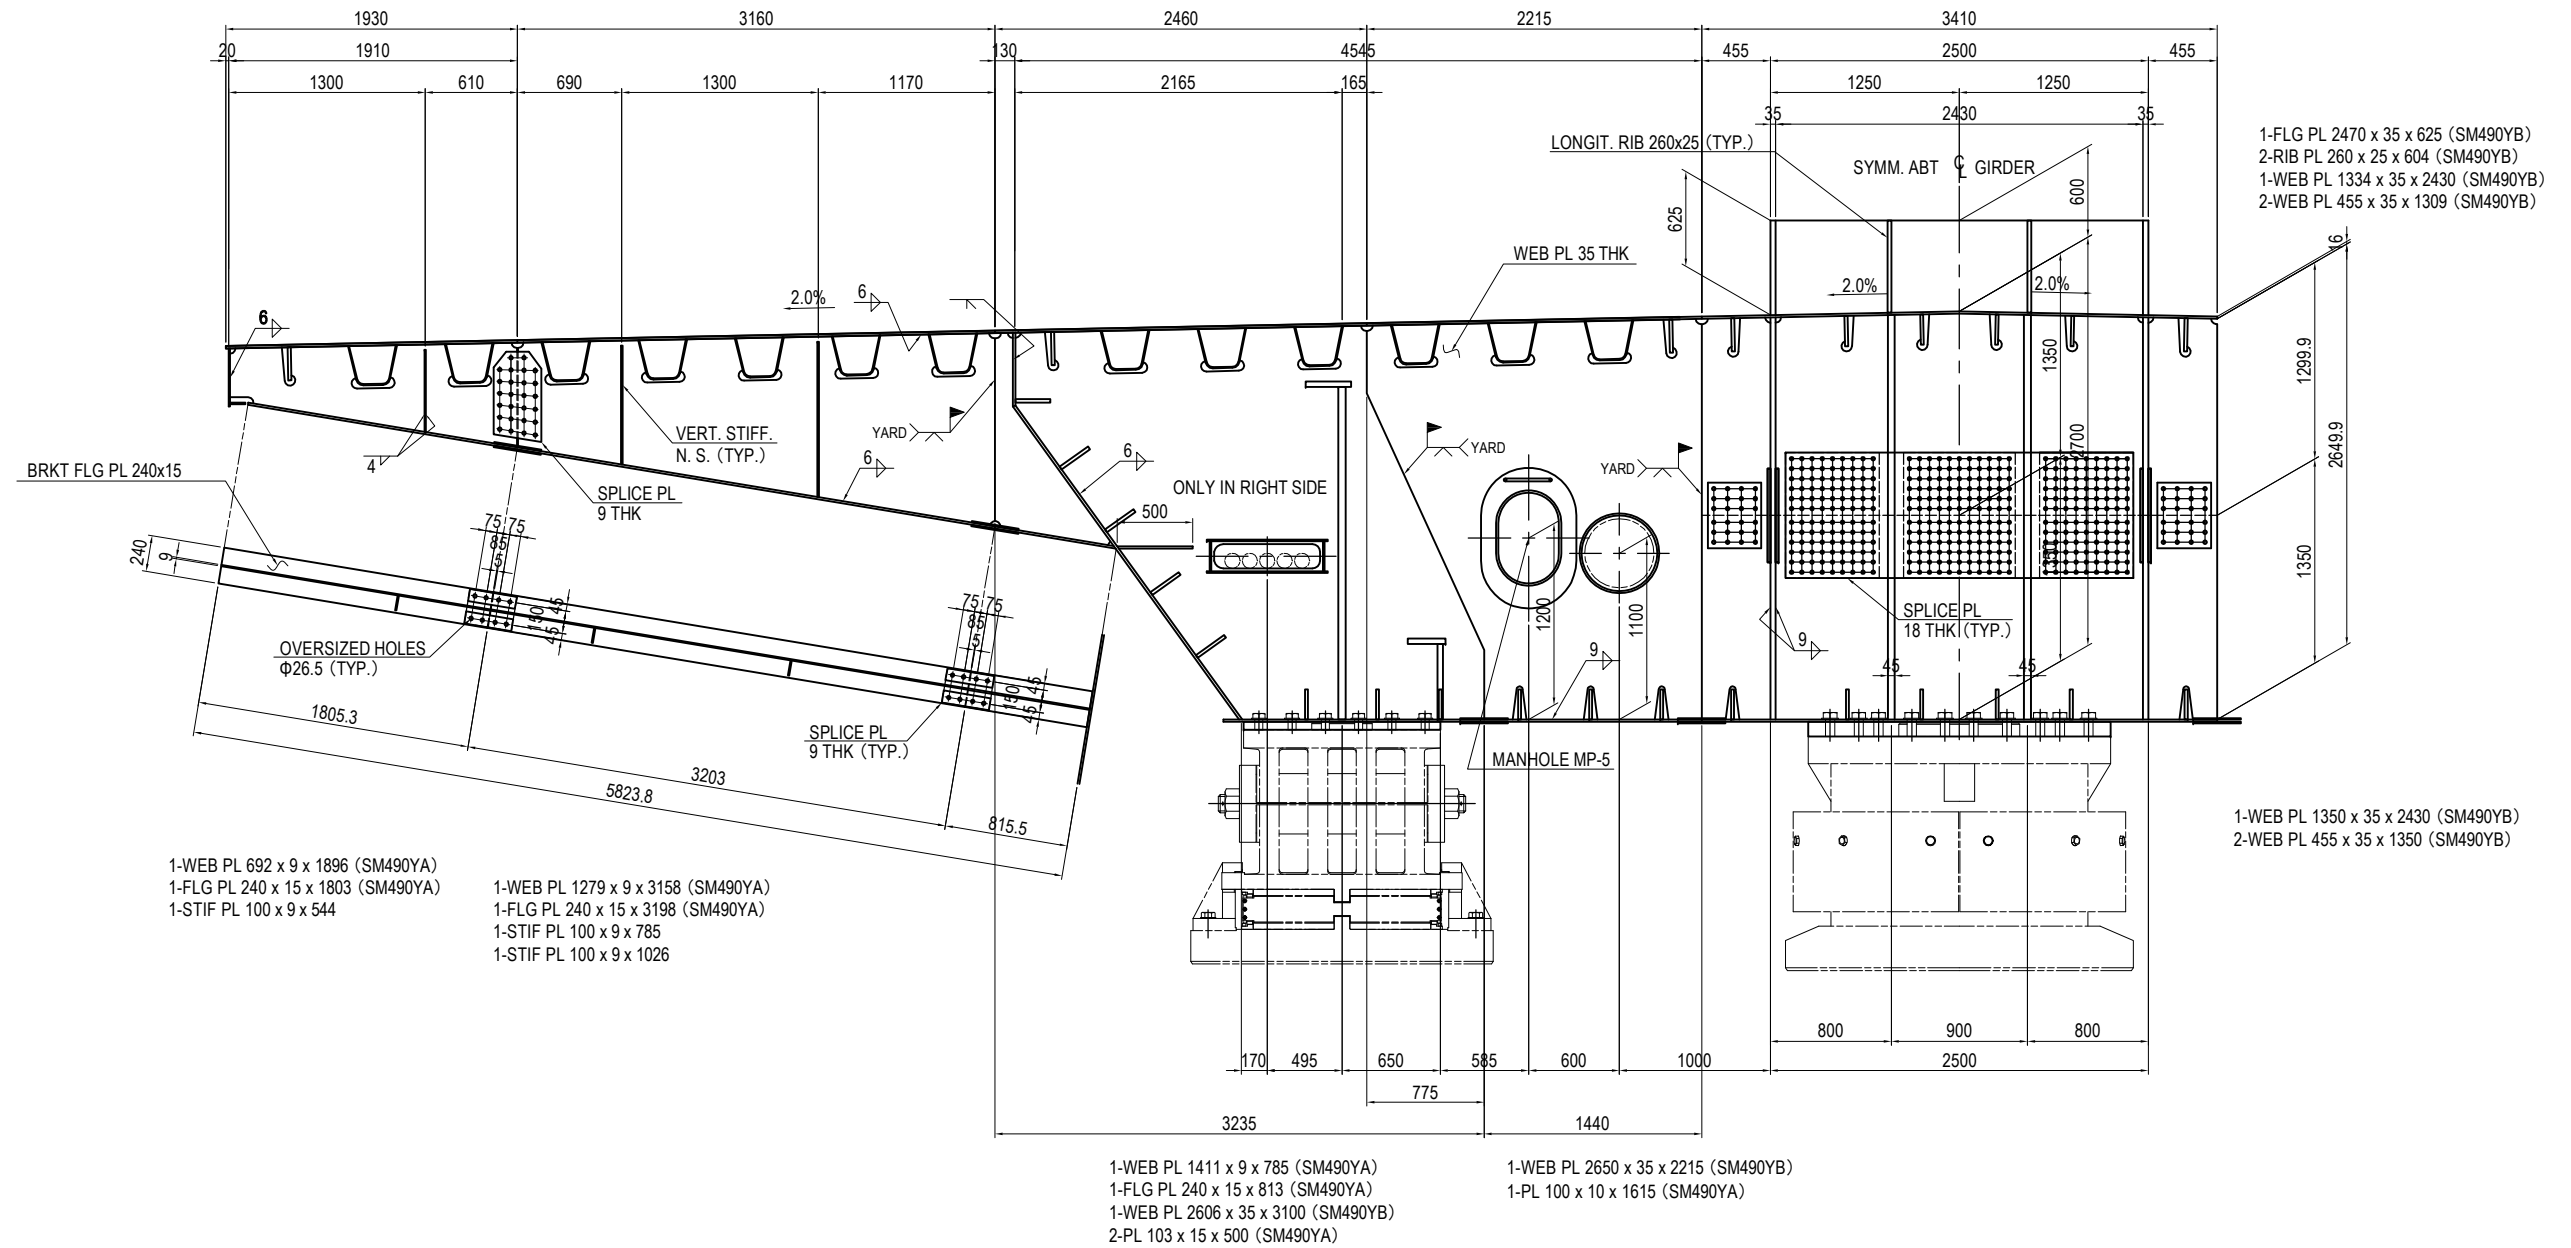 1930 3160 2460 2215 3410
20 1910 130 4545 455 2500 455
1300 610 690 1300 1170 2165 165 1250 1250
35 2430 35
LONGIT. RIB 260x25 (TYP.)
SYMM. ABT CL GIRDER
1-FLG PL 2470 x 35 x 625 (SM490YB)
2-RIB PL 260 x 25 x 604 (SM490YB)
1-WEB PL 1334 x 35 x 2430 (SM490YB)
2-WEB PL 455 x 35 x 1309 (SM490YB)
600
625
16
WEB PL 35 THK
2.0%
6
2.0%
2.0%
6
1350
1299.9
2700
2649.9
YARD
VERT. STIFF.
N. S. (TYP.)
YARD
YARD
4
6
6
BRKT FLG PL 240x15
SPLICE PL
9 THK
ONLY IN RIGHT SIDE
500
75 75
85
5
240
9
45
150
45
1350
1350
1200
1100
75 75
85
5
45
150
45
OVERSIZED HOLES
Φ26.5 (TYP.)
SPLICE PL
18 THK (TYP.)
9
9
45 45
1805.3
SPLICE PL
9 THK (TYP.)
MANHOLE MP-5
3203
5823.8
815.5
1-WEB PL 1350 x 35 x 2430 (SM490YB)
2-WEB PL 455 x 35 x 1350 (SM490YB)
1-WEB PL 692 x 9 x 1896 (SM490YA)
1-FLG PL 240 x 15 x 1803 (SM490YA)
1-STIF PL 100 x 9 x 544
1-WEB PL 1279 x 9 x 3158 (SM490YA)
1-FLG PL 240 x 15 x 3198 (SM490YA)
1-STIF PL 100 x 9 x 785
1-STIF PL 100 x 9 x 1026
800 900 800
170 495 650 585 600 1000 2500
775
3235 1440
1-WEB PL 1411 x 9 x 785 (SM490YA)
1-FLG PL 240 x 15 x 813 (SM490YA)
1-WEB PL 2606 x 35 x 3100 (SM490YB)
2-PL 103 x 15 x 500 (SM490YA)
1-WEB PL 2650 x 35 x 2215 (SM490YB)
1-PL 100 x 10 x 1615 (SM490YA)